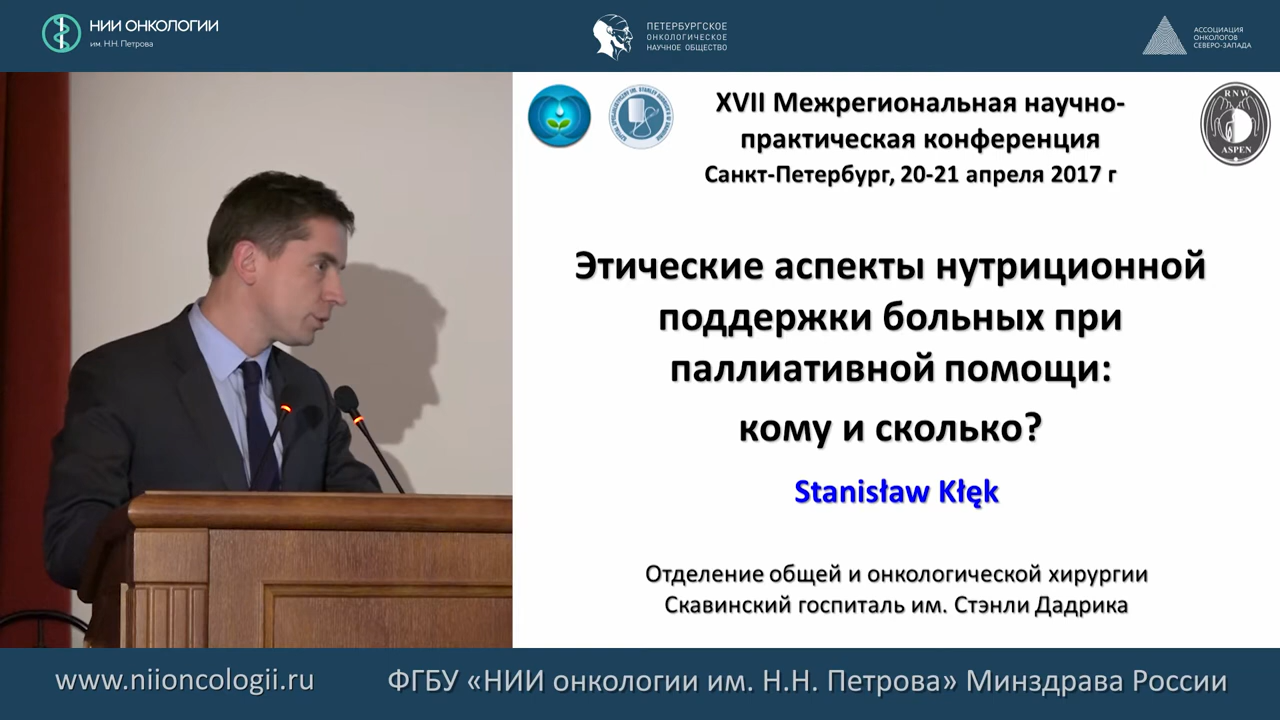 НИИ ОНКОЛОГИИ
им. Н.Н. Петрова
ПЕТЕРБУРГСКОЕ
ОНКОЛОГИЧЕСКОЕ
НАУЧНОЕ ОБЩЕСТВО
АССОЦИАЦИЯ
ОНКОЛОГОВ
СЕВЕРО-ЗАПАДА
XVII Межрегиональная научно-
практическая конференция
Санкт-Петербург, 20-21 апреля 2017 г
RNW
ASPEN
Этические аспекты нутриционной
поддержки больных при
паллиативной помощи:
кому и сколько?
Stanisław Kłęk
Отделение общей и онкологической хирургии
Скавинский госпиталь им. Стэнли Дадрика
www.niioncologii.ru
ФГБУ «НИИ онкологии им. Н.Н. Петрова» Минздрава России